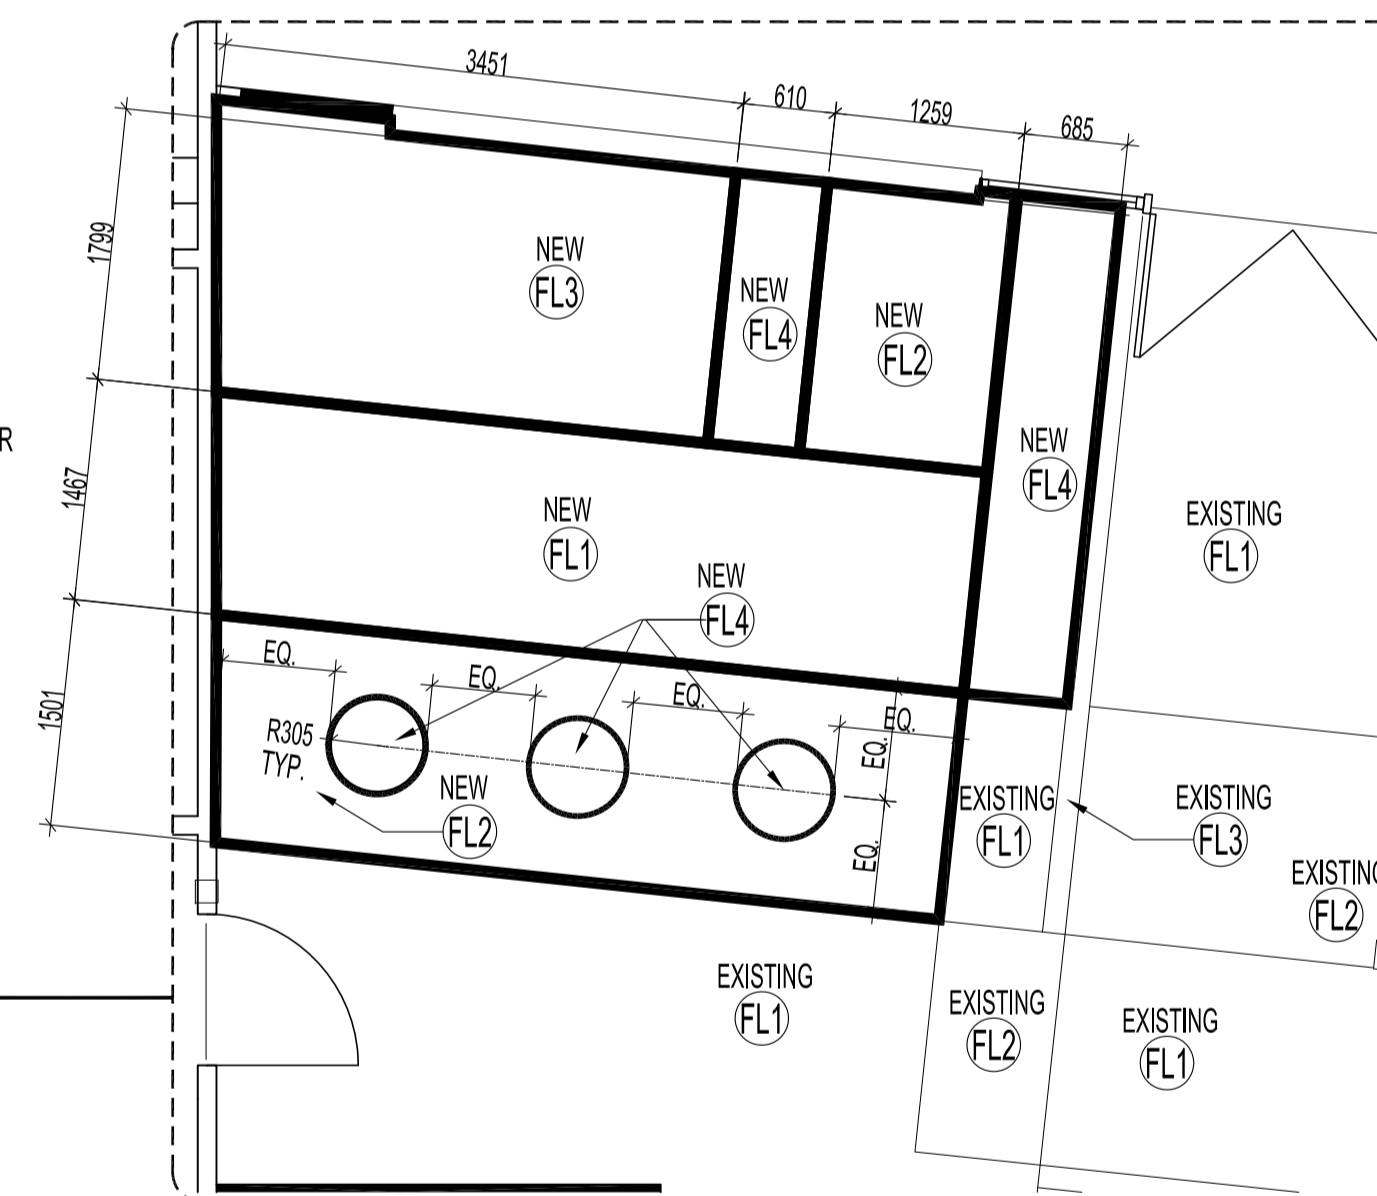 3451
610
1259
685
1799
NEW
FL3
NEW
FL4
NEW
FL2
R
NEW
FL4
1467
NEW
FL1
EXISTING
FL1
NEW
FL4
EQ.
EQ.
EQ.
EQ.
1501
R305
TYP.
EQ.
NEW
FL2
EXISTING
FL1
EXISTING
FL3
EQ.
EXISTING
FL2
EXISTING
FL1
EXISTING
FL2
EXISTING
FL1